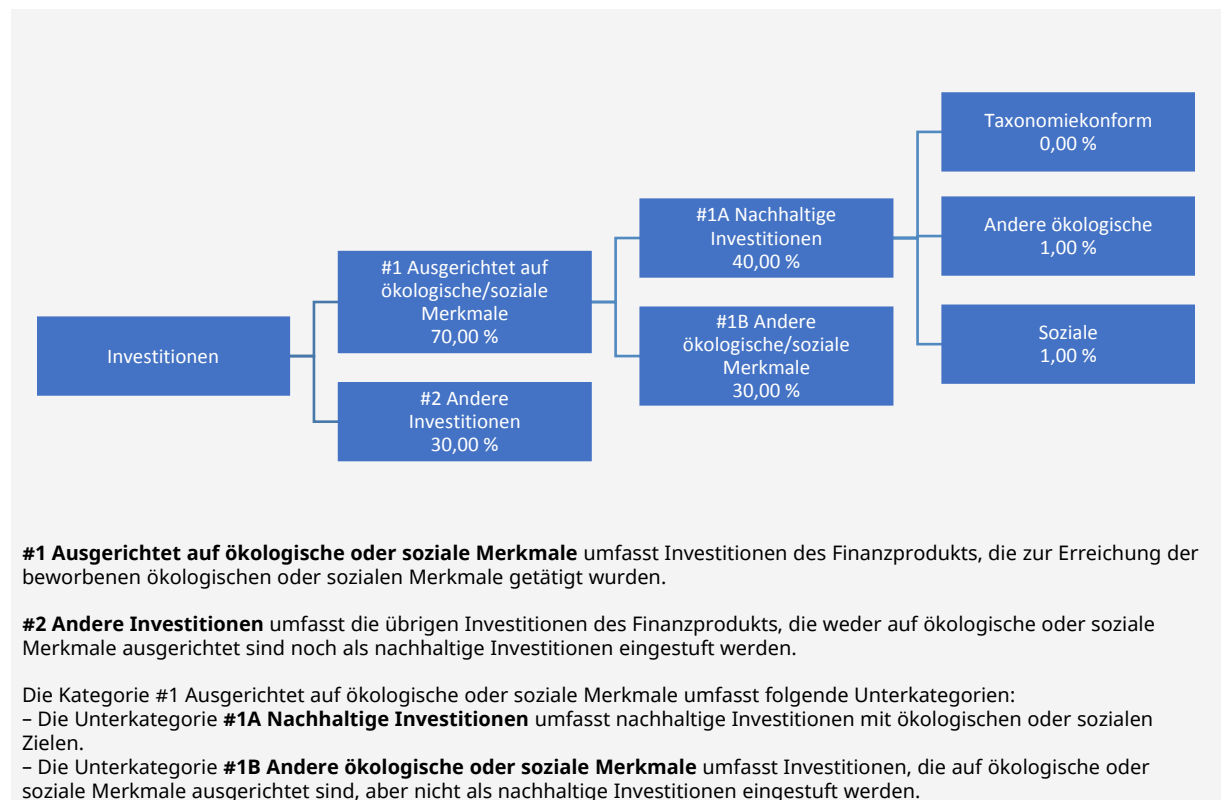 Investitionen
#1 Ausgerichtet auf
ökologische/soziale
Merkmale
70,00 %
#2 Andere
Investitionen
30,00 %
#1A Nachhaltige
Investitionen
40,00 %
#1B Andere
ökologische/soziale
Merkmale
30,00 %
Taxonomiekonform
0,00 %
Andere ökologische
1,00 %
Soziale
1,00 %
#1 Ausgerichtet auf ökologische oder soziale Merkmale umfasst Investitionen des Finanzprodukts, die zur Erreichung der
beworbenen ökologischen oder sozialen Merkmale getätigt wurden.
#2 Andere Investitionen umfasst die übrigen Investitionen des Finanzprodukts, die weder auf ökologische oder soziale
Merkmale ausgerichtet sind noch als nachhaltige Investitionen eingestuft werden.
Die Kategorie #1 Ausgerichtet auf ökologische oder soziale Merkmale umfasst folgende Unterkategorien:
– Die Unterkategorie #1A Nachhaltige Investitionen umfasst nachhaltige Investitionen mit ökologischen oder sozialen
Zielen.
– Die Unterkategorie #1B Andere ökologische oder soziale Merkmale umfasst Investitionen, die auf ökologische oder
soziale Merkmale ausgerichtet sind, aber nicht als nachhaltige Investitionen eingestuft werden.